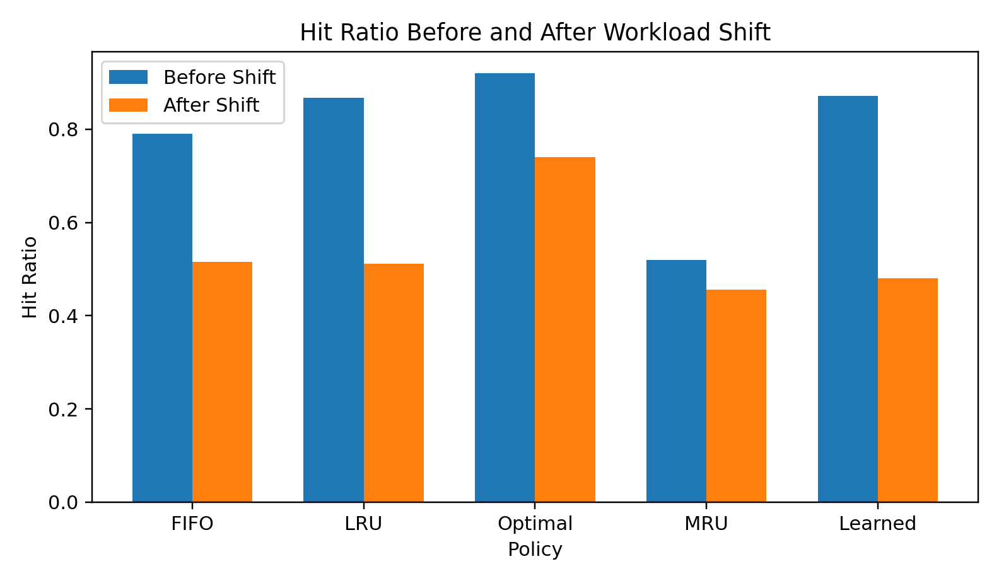 Hit Ratio Before and After Workload Shift
Before Shift
After Shift
Hit Ratio
0.8
0.6
0.4
0.2
0.0
FIFO LRU Optimal MRU Learned
Policy